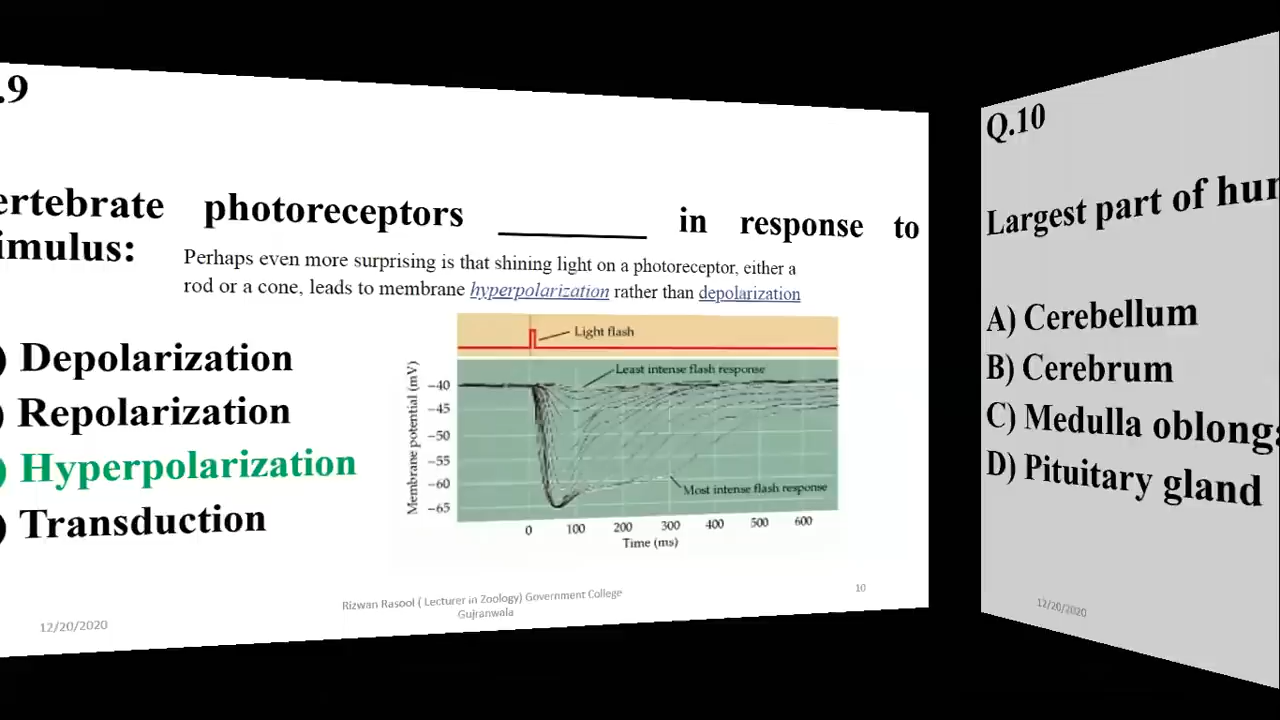 .9
ertebrate photoreceptors ________ in response to
imulus:
Perhaps even more surprising is that shining light on a photoreceptor, either a
rod or a cone, leads to membrane hyperpolarization rather than depolarization
) Depolarization
) Repolarization
) Hyperpolarization
) Transduction
Light flash
Least intense flash response
Most intense flash response
Membrane potential (mV)
−40
−45
−50
−55
−60
−65
0 100 200 300 400 500 600
Time (ms)
12/20/2020
Rizwan Rasool ( Lecturer in Zoology) Government College
Gujranwala
10
Q.10
Largest part of hu
A) Cerebellum
B) Cerebrum
C) Medulla oblong
D) Pituitary gland
12/20/2020